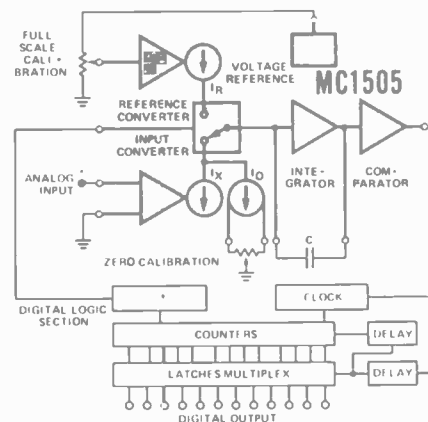 FULL
SCALE
CALI -
BRATION
VOLTAGE
REFERENCE
MC1505
IR
REFERENCE
CONVERTER
INPUT
CONVERTER
ANALOG
INPUT
IX
IO
INTE-
GRATOR
COM-
PARATOR
C
ZERO CALIBRATION
DIGITAL LOGIC
SECTION
CLOCK
COUNTERS
DELAY
LATCHES MULTIPLEX
DELAY
DIGITAL OUTPUT